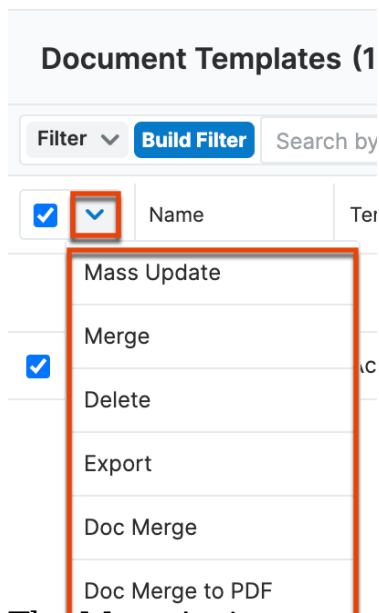 Document Templates (1
Filter Build Filter Search by
Name Ter
Mass Update
Merge
Delete
Export
Doc Merge
Doc Merge to PDF